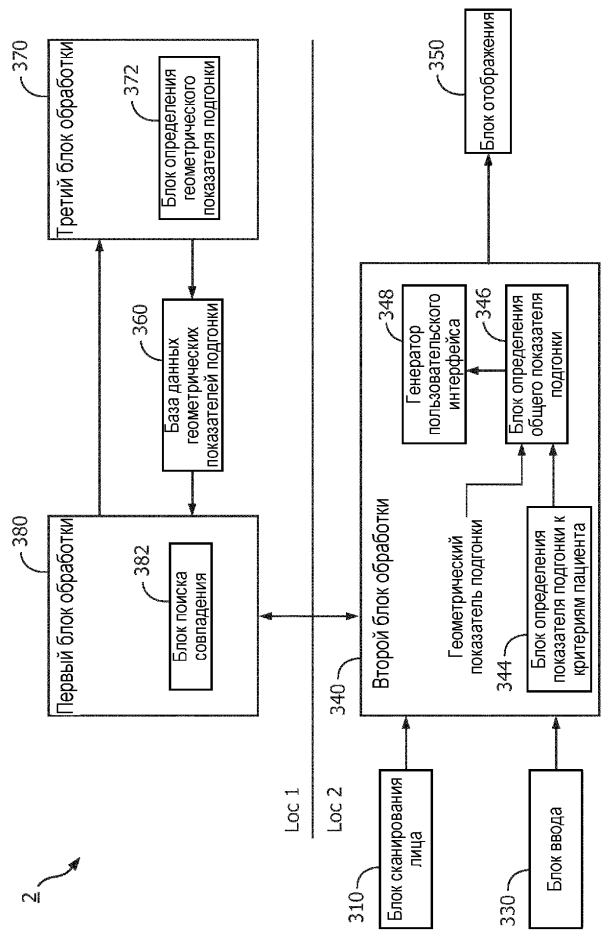 2
380
Первый блок обработки
382
Блок поиска
совпадения
360
База данных
геометрических
показателей подгонки
370
Третий блок обработки
372
Блок определения
геометрического
показателя подгонки
Loc 1
Loc 2
310
Блок сканирования
лица
330
Блок ввода
340
Второй блок обработки
Геометрический
показатель подгонки
344
Блок определения
показателя подгонки к
критериям пациента
348
Генератор
пользовательского
интерфейса
346
Блок определения
общего показателя
подгонки
350
Блок отображения